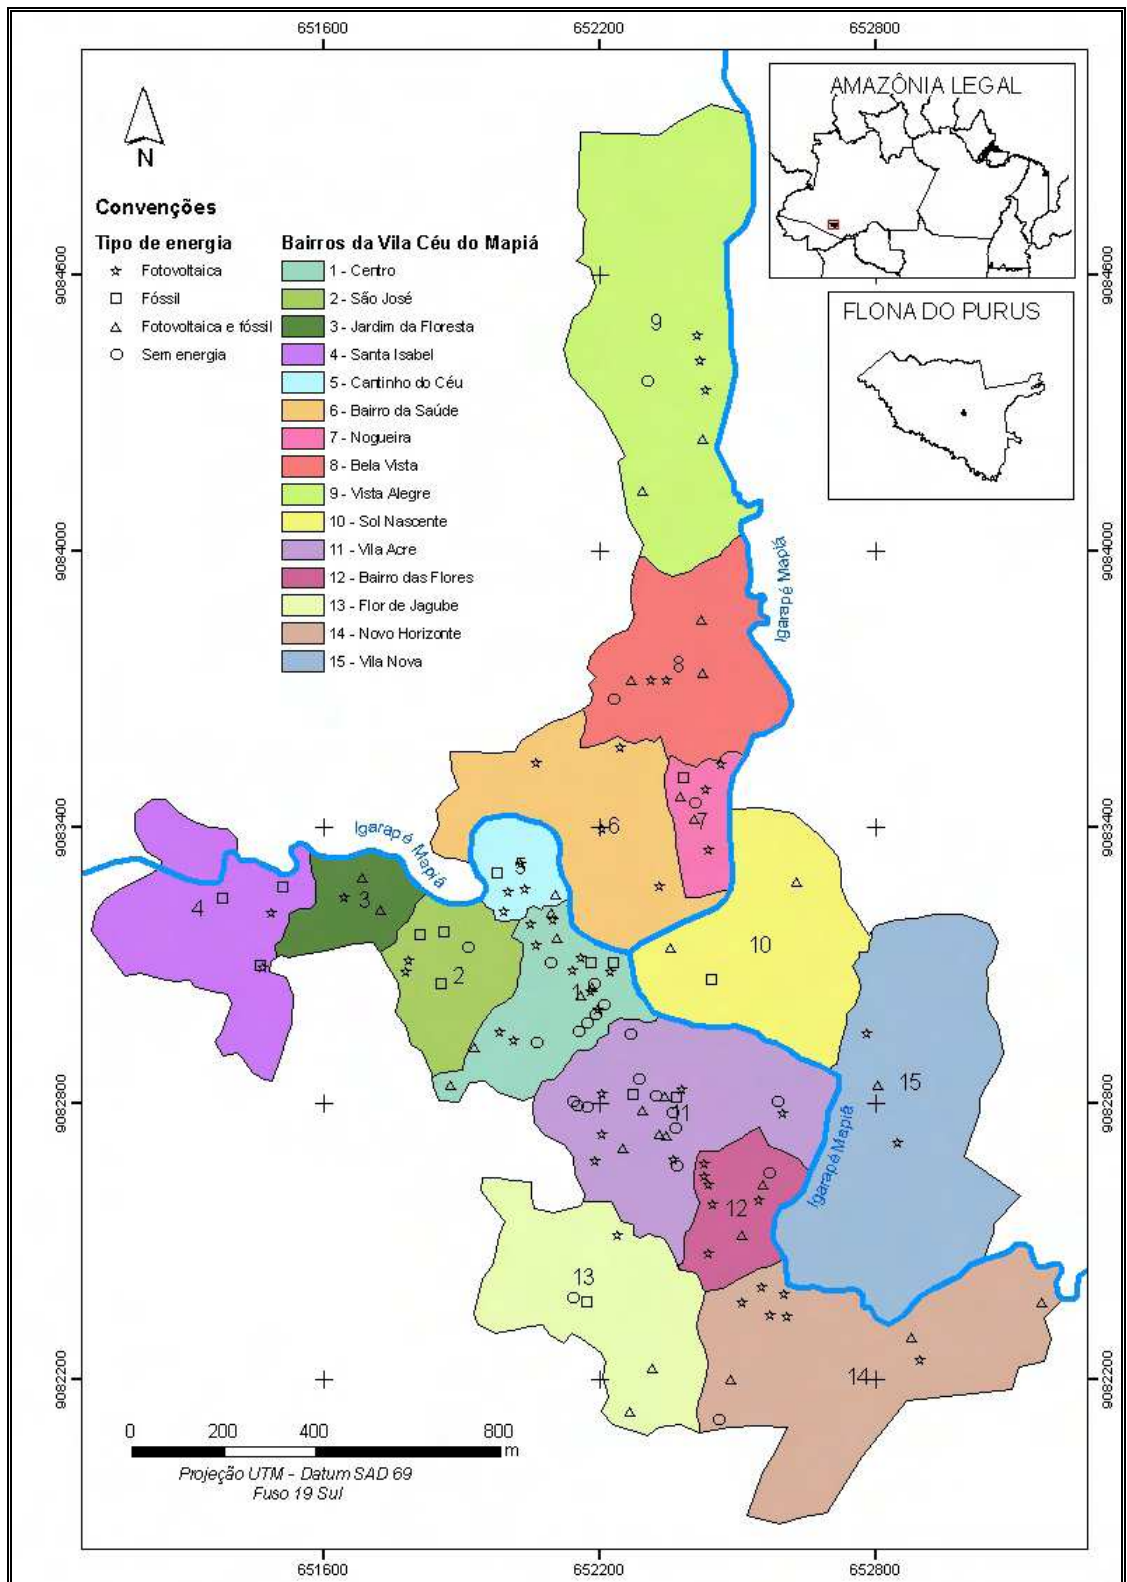 651600 652200 652800
AMAZÔNIA LEGAL
N
Convenções
Tipo de energia
Fotovoltaica
Fóssil
Fotovoltaica e fóssil
Sem energia
Bairros da Vila Céu do Mapiá
1 - Centro
2 - São José
3 - Jardim da Floresta
4 - Santa Isabel
5 - Cantinho do Céu
6 - Bairro da Saúde
7 - Nogueira
8 - Bela Vista
9 - Vista Alegre
10 - Sol Nascente
11 - Vila Acre
12 - Bairro das Flores
13 - Flor de Jagube
14 - Novo Horizonte
15 - Vila Nova
FLONA DO PURUS
9084600 9084600
9
9084000 9084000
Igarapé Mapiá
8
9083400 9083400
Igarapé Mapiá
6
7
5
4
3
2
10
1
9082800 9082800
15
11
Igarapé Mapiá
12
13
14
9082200 9082200
0 200 400 800
m
Projeção UTM - Datum SAD 69
Fuso 19 Sul
651600 652200 652800